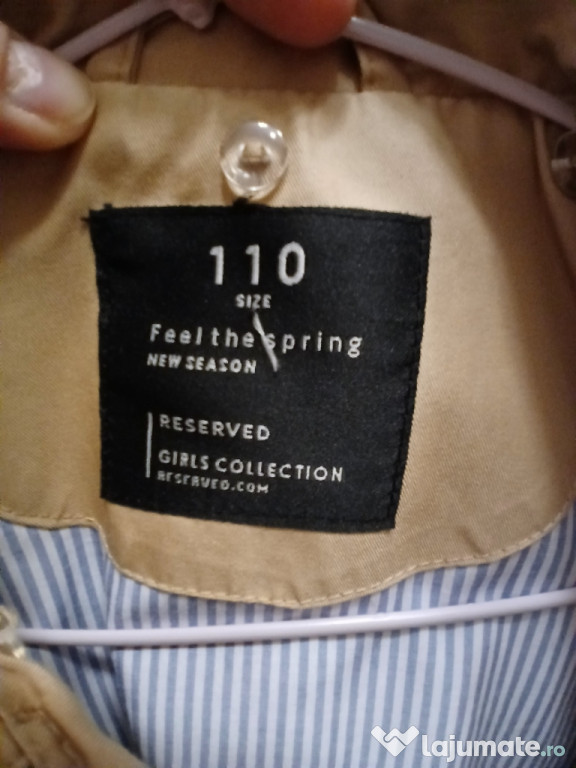 110
SIZE
Feel the spring
NEW SEASON
RESERVED
GIRLS COLLECTION
RESERVED.COM
lajumate.ro